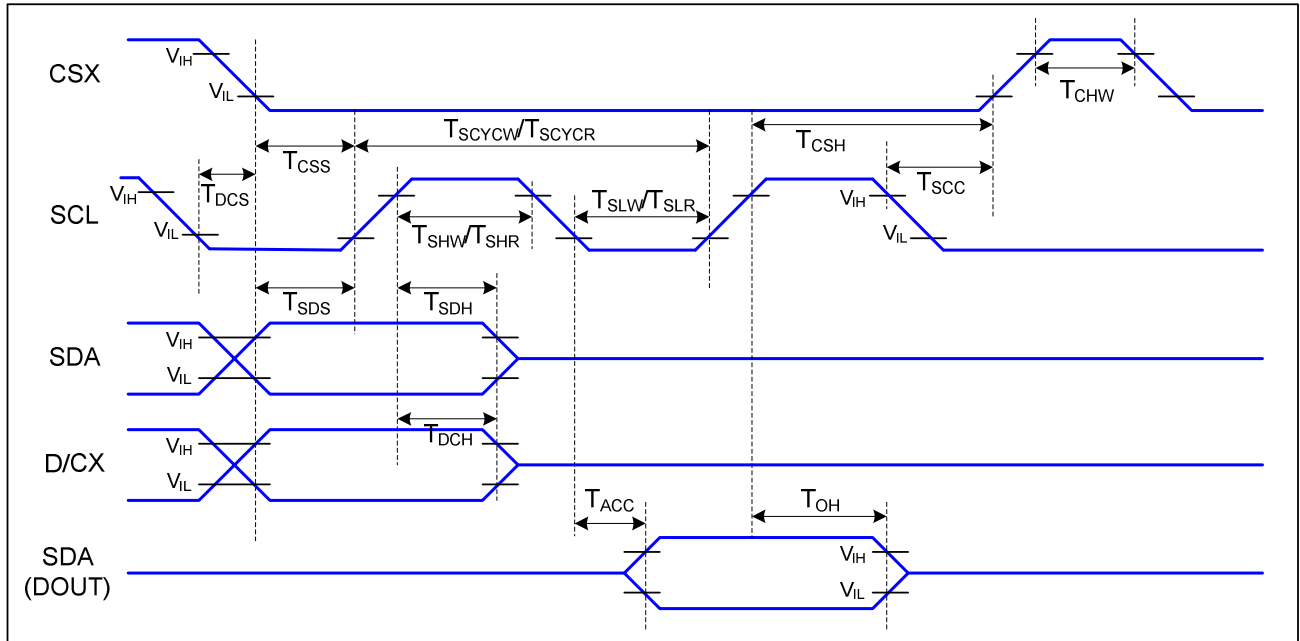 CSX
VIH
VIL
TCHW
TSCYCW/TSCYCR
TCSH
TCSS
TSCC
TDCS
SCL
VIH
VIL
TSLW/TSLR
VIH
VIL
TSHW/TSHR
TSDS
TSDH
SDA
VIH
VIL
TDCH
D/CX
VIH
VIL
TACC
TOH
SDA
(DOUT)
VIH
VIL